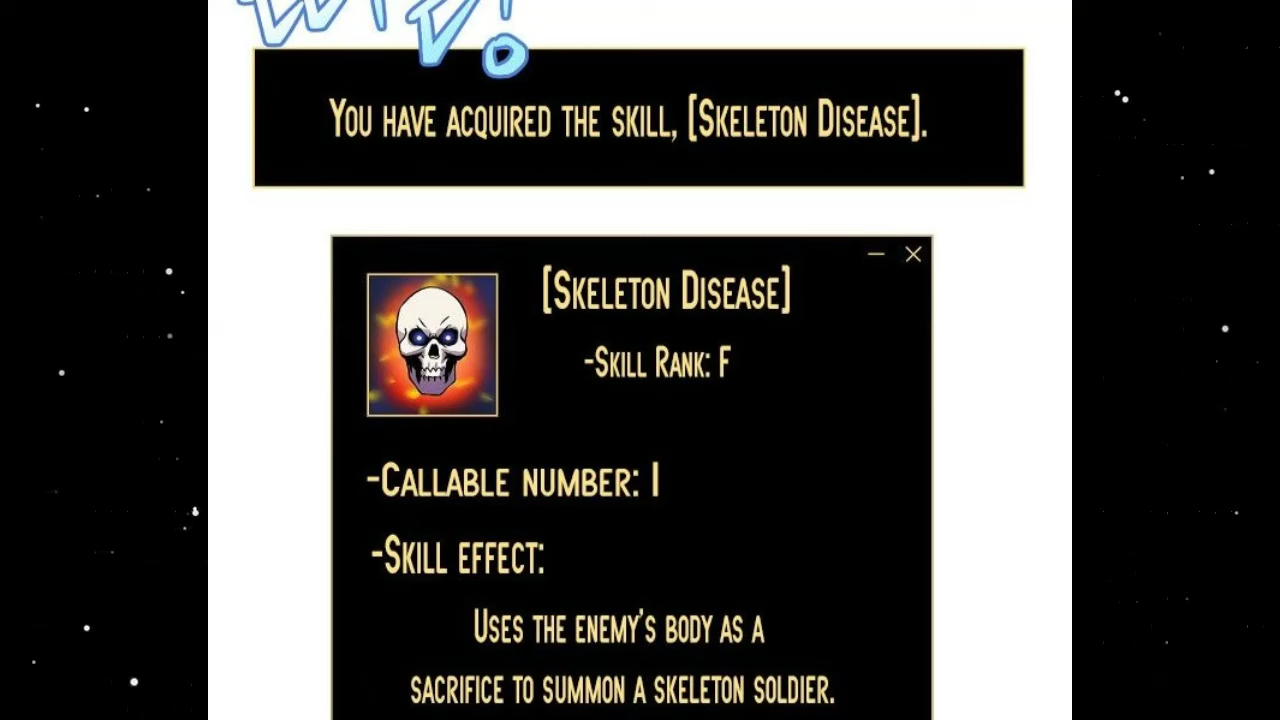 You have acquired the skill, [Skeleton Disease].
[Skeleton Disease]
-Skill Rank: F
-Callable number: 1
-Skill effect:
Uses the enemy's body as a
sacrifice to summon a skeleton soldier.